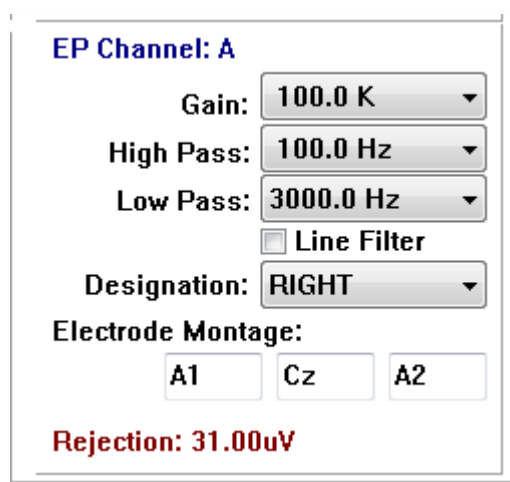 EP Channel: A
Gain: 100.0 K
High Pass: 100.0 Hz
Low Pass: 3000.0 Hz
Line Filter
Designation: RIGHT
Electrode Montage:
A1 Cz A2
Rejection: 31.00uV